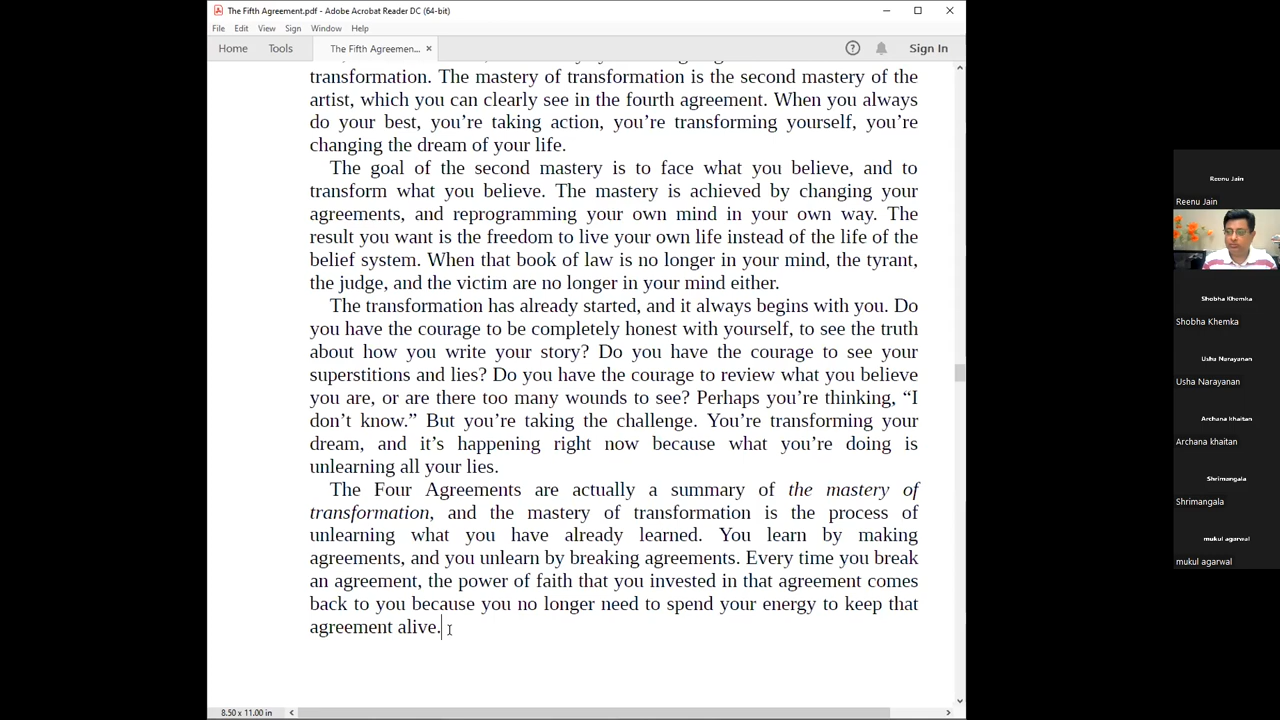 The Fifth Agreement.pdf - Adobe Acrobat Reader DC (64-bit)
File Edit View Sign Window Help
Home Tools The Fifth Agreemen... × Sign In
transformation. The mastery of transformation is the second mastery of the
artist, which you can clearly see in the fourth agreement. When you always
do your best, you’re taking action, you’re transforming yourself, you’re
changing the dream of your life.
The goal of the second mastery is to face what you believe, and to
transform what you believe. The mastery is achieved by changing your
agreements, and reprogramming your own mind in your own way. The
result you want is the freedom to live your own life instead of the life of the
belief system. When that book of law is no longer in your mind, the tyrant,
the judge, and the victim are no longer in your mind either.
The transformation has already started, and it always begins with you. Do
you have the courage to be completely honest with yourself, to see the truth
about how you write your story? Do you have the courage to see your
superstitions and lies? Do you have the courage to review what you believe
you are, or are there too many wounds to see? Perhaps you’re thinking, “I
don’t know.” But you’re taking the challenge. You’re transforming your
dream, and it’s happening right now because what you’re doing is
unlearning all your lies.
The Four Agreements are actually a summary of the mastery of
transformation, and the mastery of transformation is the process of
unlearning what you have already learned. You learn by making
agreements, and you unlearn by breaking agreements. Every time you break
an agreement, the power of faith that you invested in that agreement comes
back to you because you no longer need to spend your energy to keep that
agreement alive.
8.50 x 11.00 in
Reenu Jain
Reenu Jain
Shobha Khemka
Shobha Khemka
Usha Narayanan
Usha Narayanan
Archana khaitan
Archana khaitan
Shrimangala
Shrimangala
mukul agarwal
mukul agarwal